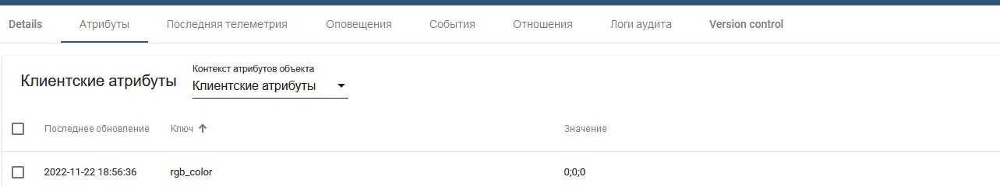 Details Атрибуты Последняя телеметрия Оповещения События Отношения Логи аудита Version control
Контекст атрибутов объекта
Клиентские атрибуты Клиентские атрибуты
Последнее обновление Ключ Значение
2022-11-22 18:56:36 rgb_color 0;0;0